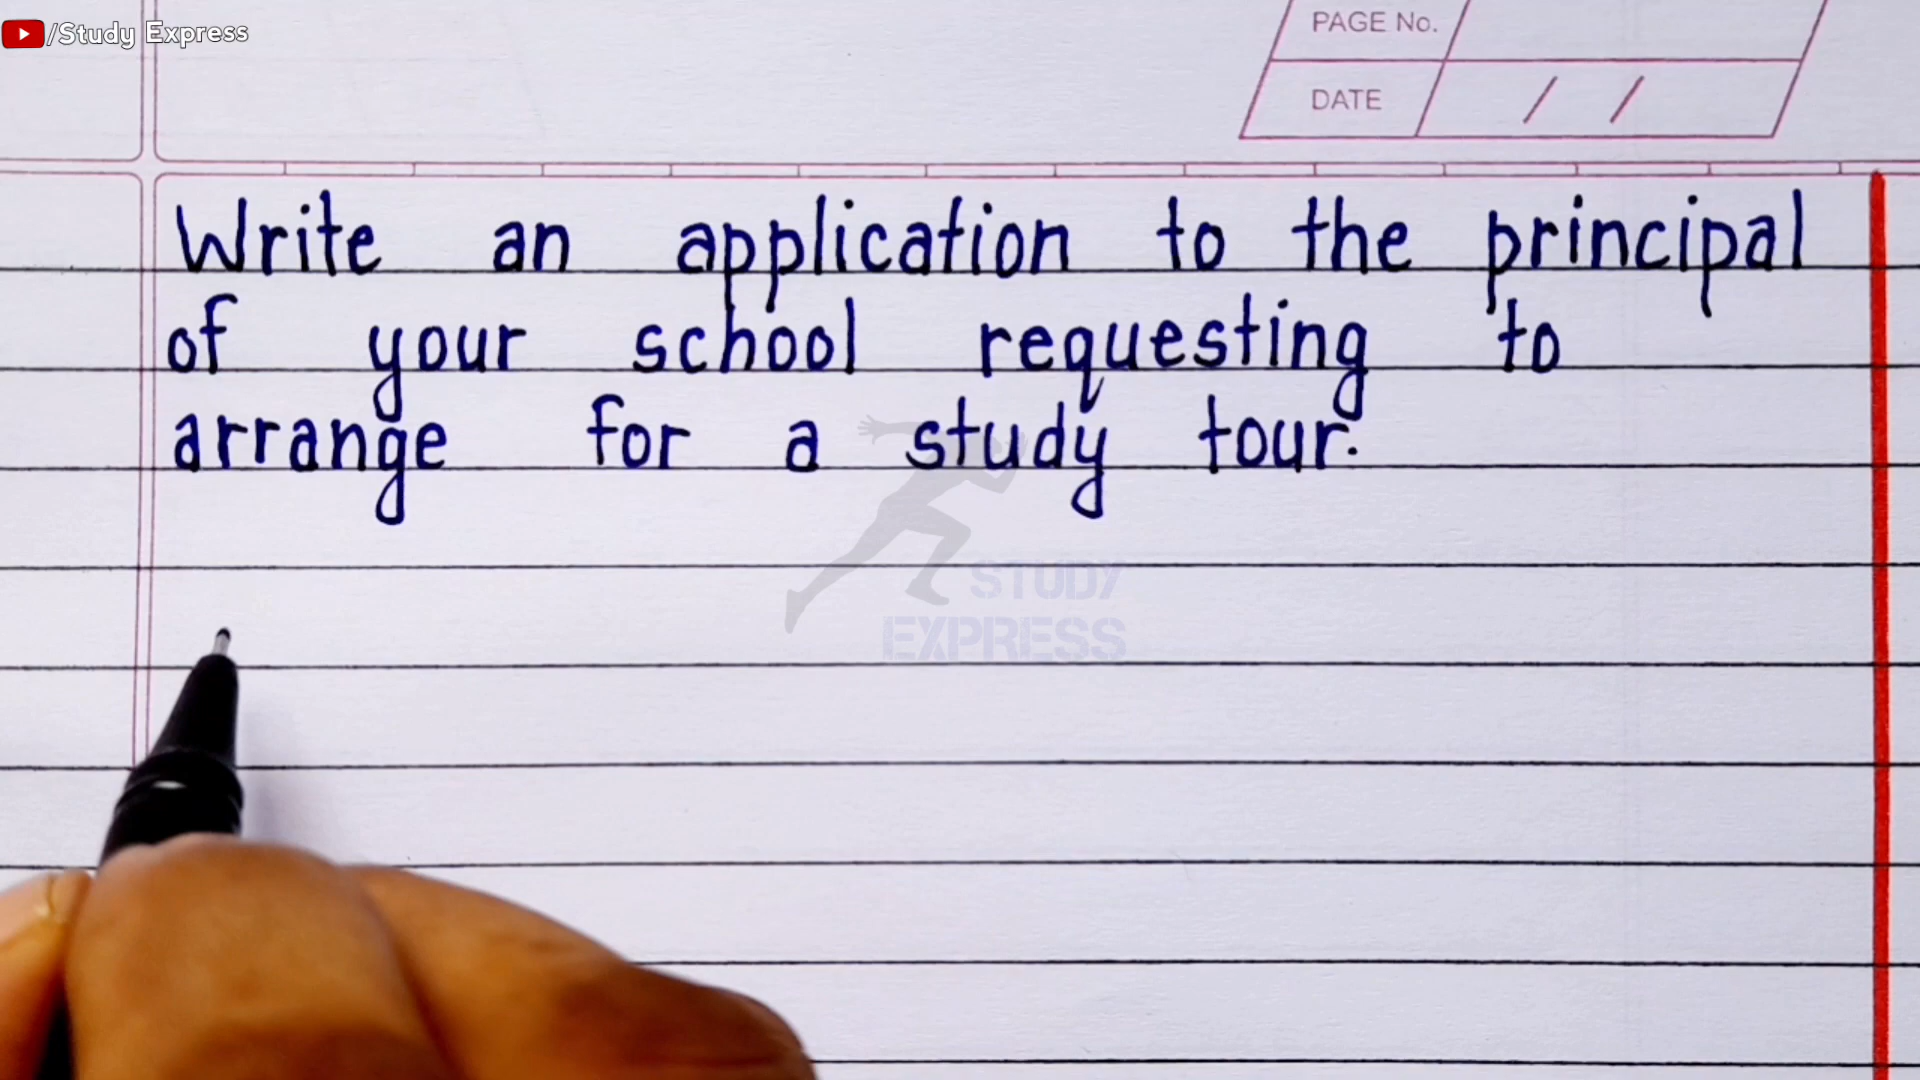 /Study Express
PAGE No.
DATE / /
Write an application to the principal
of your school requesting to
arrange for a study tour.
STUDY
EXPRESS